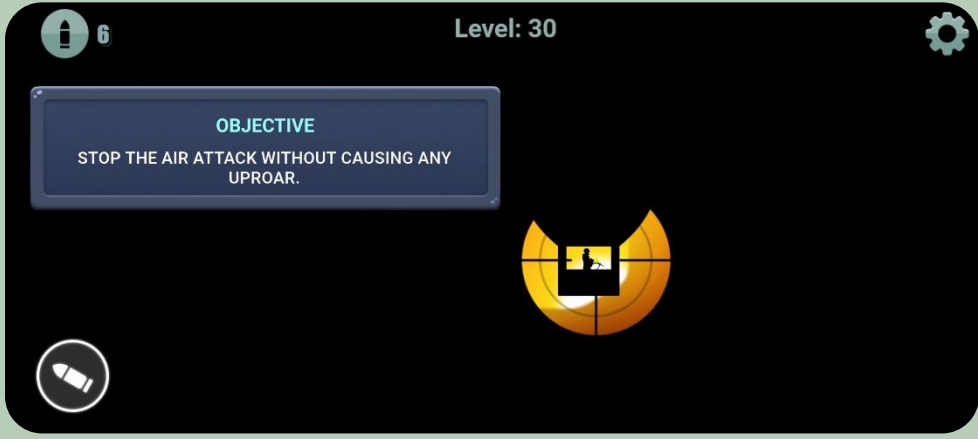 6
Level: 30
OBJECTIVE
STOP THE AIR ATTACK WITHOUT CAUSING ANY
UPROAR.